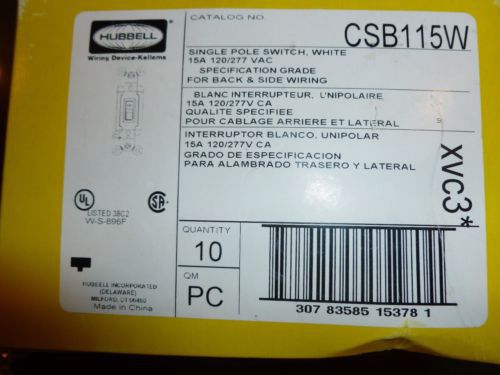 HUBBELL
Wiring Device-Kellems
CATALOG NO.
CSB115W
SINGLE POLE SWITCH, WHITE
15A 120/277 VAC
SPECIFICATION GRADE
FOR BACK & SIDE WIRING
BLANC INTERRUPTEUR, L'NIPOLAIRE
15A 120/277V CA
QUALITE SPECIFIEE
POUR CABLAGE ARRIERE ET LATERAL
INTERRUPTOR BLANCO, UNIPOLAR
15A 120/277V CA
GRADO DE ESPECIFICACION
PARA ALAMBRADO TRASERO Y LATERAL
XVC3*
UL
SA
LISTED 38C2
W-S-896F
QUANTITY
10
QM
PC
HUBBELL INCORPORATED
(DELAWARE)
MILFORD, CT 06460
Made in China
307 83585 15378 1